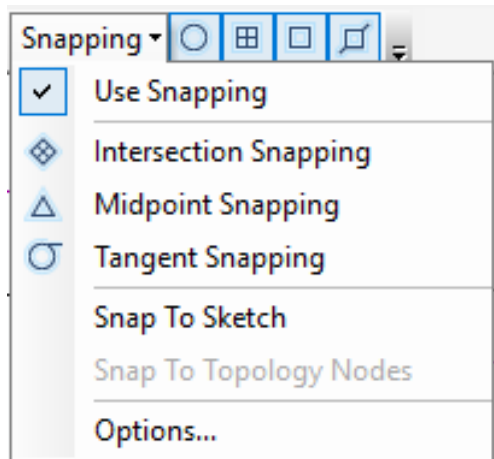 Snapping
Use Snapping
Intersection Snapping
Midpoint Snapping
Tangent Snapping
Snap To Sketch
Snap To Topology Nodes
Options...